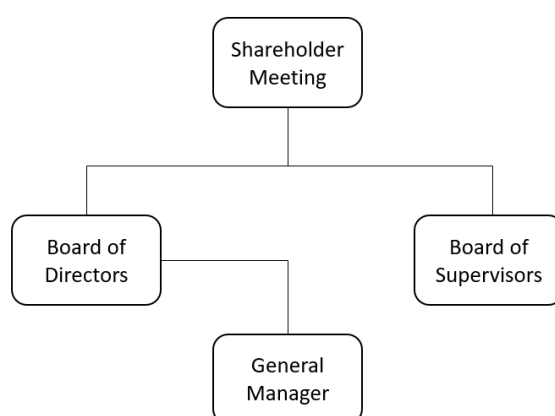 Shareholder
Meeting
Board of
Directors
Board of
Supervisors
General
Manager